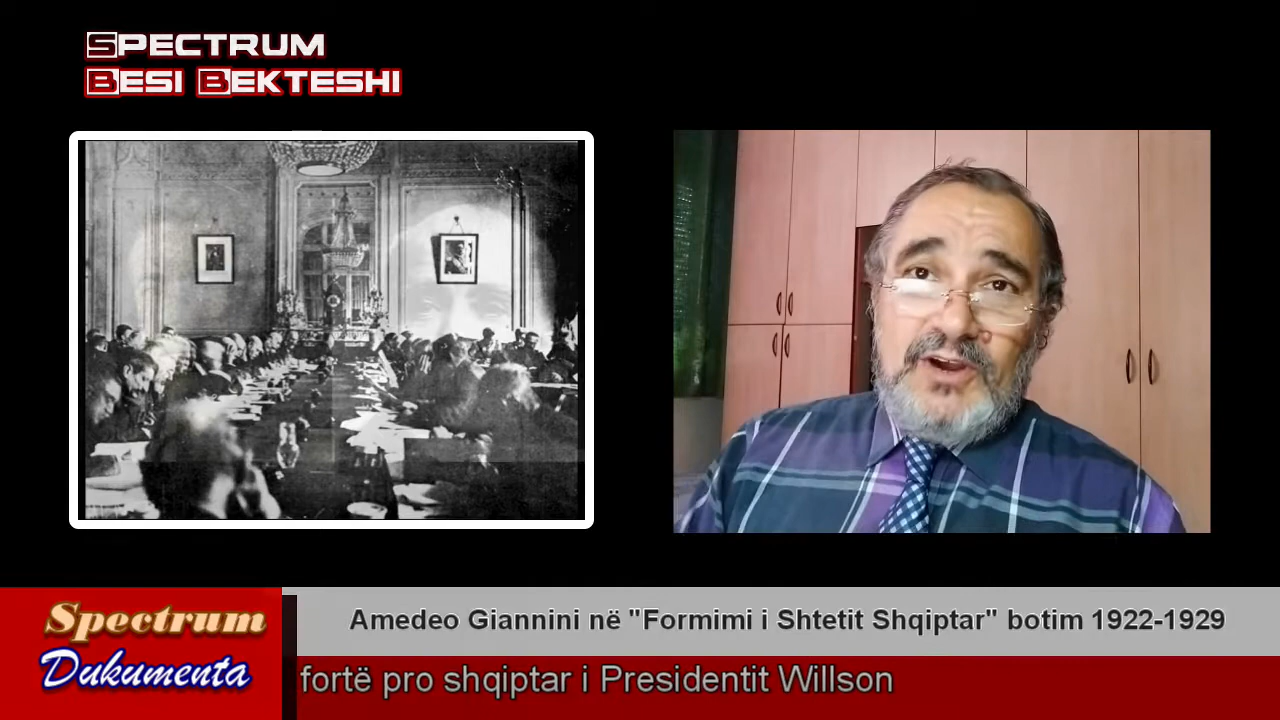 Spectrum
Besi Bekteshi
Spectrum
Dukumenta
Amedeo Giannini në "Formimi i Shtetit Shqiptar" botim 1922-1929
fortë pro shqiptar i Presidentit Willson